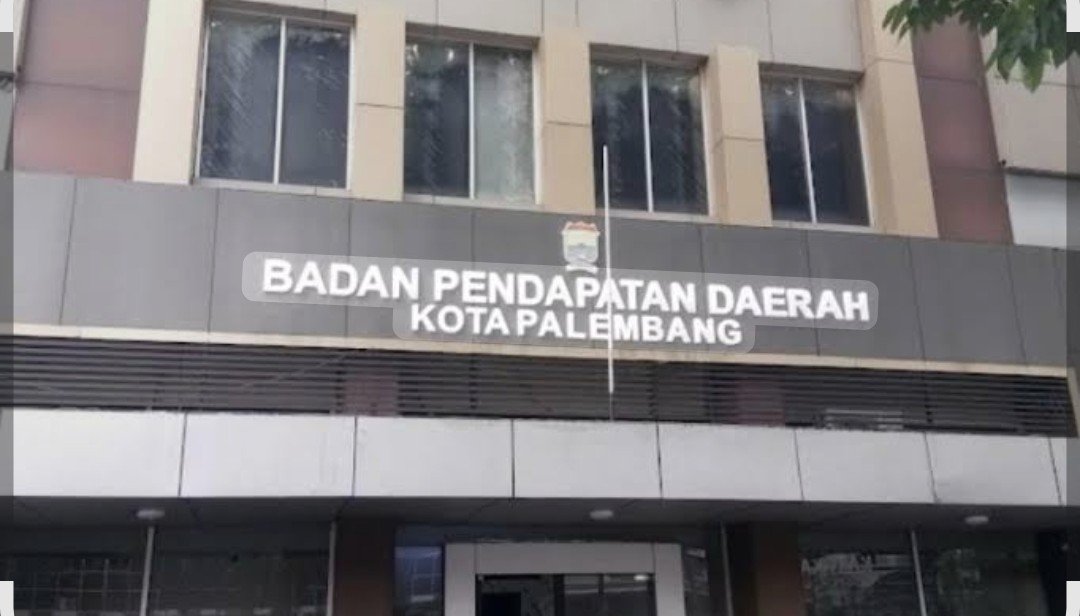 BADAN PENDAPATAN DAERAH
KOTA PALEMBANG